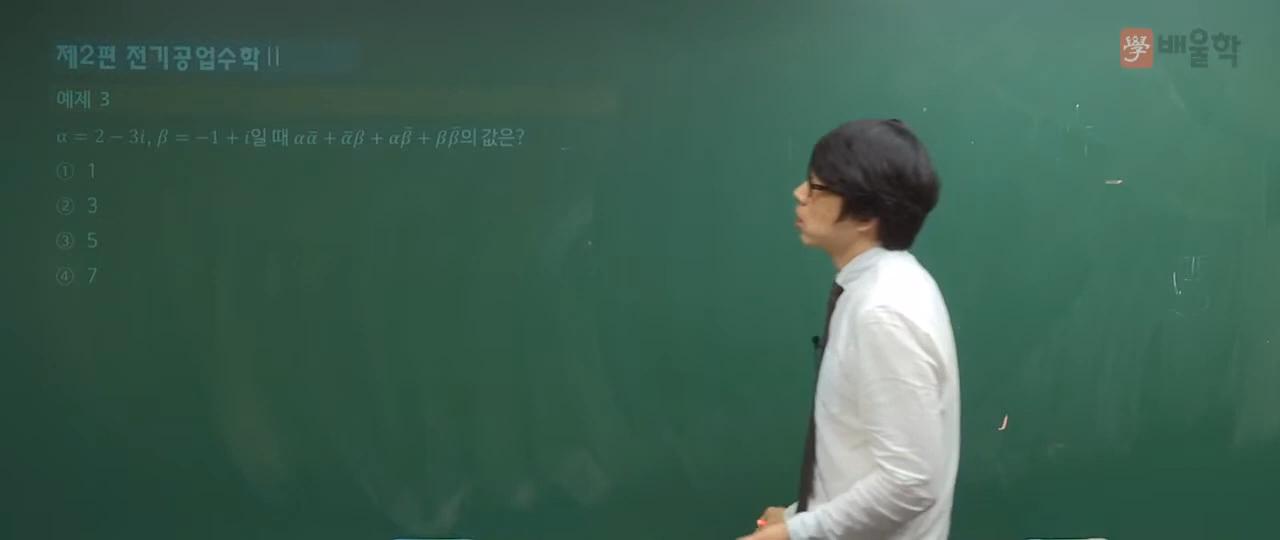 제2편 전기공업수학 II
學 배울학
예제 3
α = 2 − 3i, β = −1 + i일 때 αᾱ + ᾱβ + αβ̄ + ββ̄의 값은?
① 1
② 3
③ 5
④ 7